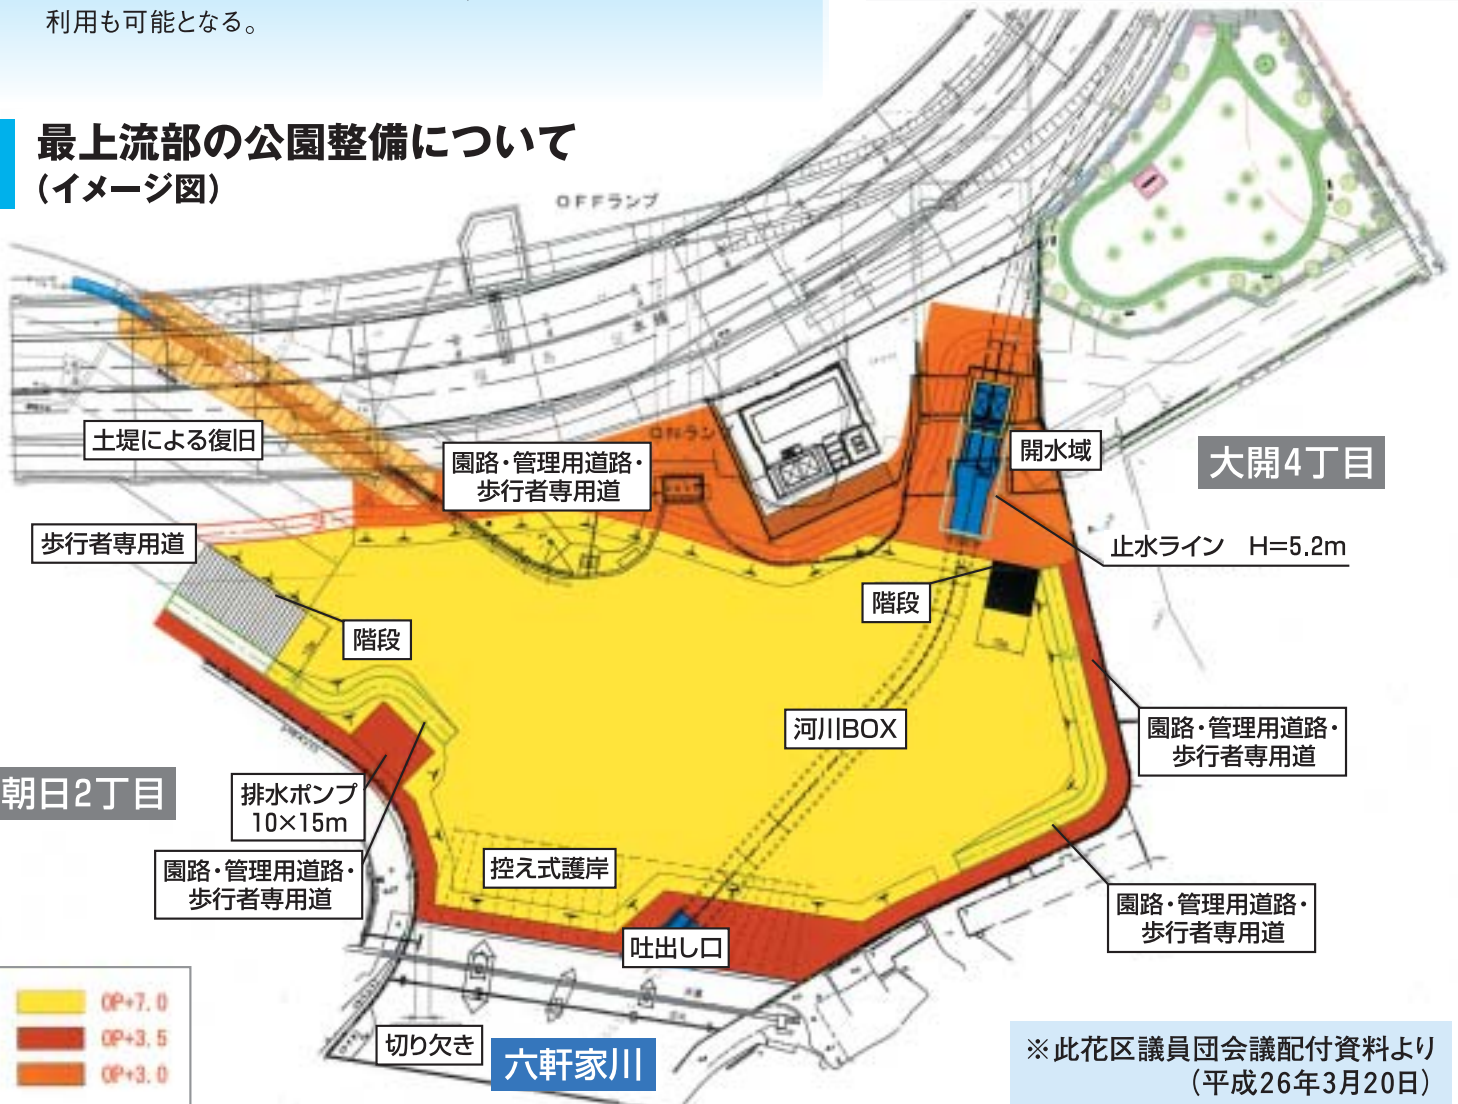 利用も可能となる。
最上流部の公園整備について
(イメージ図)
OFFランプ
土堤による復旧
園路・管理用道路・
歩行者専用道
ONラン
開水域
大開4丁目
歩行者専用道
止水ライン H=5.2m
階段
階段
河川BOX
園路・管理用道路・
歩行者専用道
朝日2丁目
排水ポンプ
10×15m
園路・管理用道路・
歩行者専用道
控え式護岸
園路・管理用道路・
歩行者専用道
吐出し口
切り欠き
六軒家川
OP+7.0
OP+3.5
OP+3.0
※此花区議員団会議配付資料より
(平成26年3月20日)